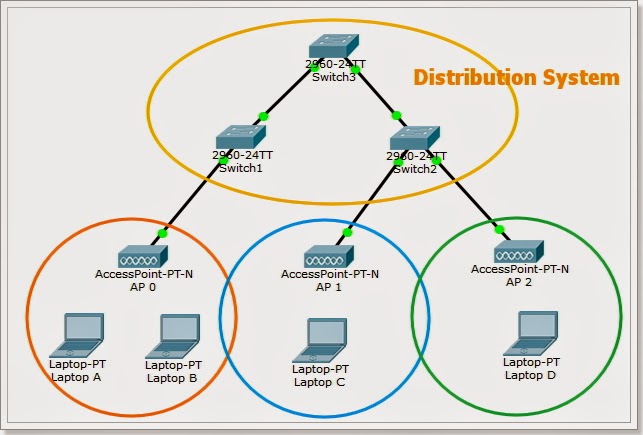 2960-24TT
Switch3
Distribution System
2960-24TT
Switch1
2960-24TT
Switch2
AccessPoint-PT-N
AP 0
AccessPoint-PT-N
AP 1
AccessPoint-PT-N
AP 2
Laptop-PT
Laptop A
Laptop-PT
Laptop B
Laptop-PT
Laptop C
Laptop-PT
Laptop D